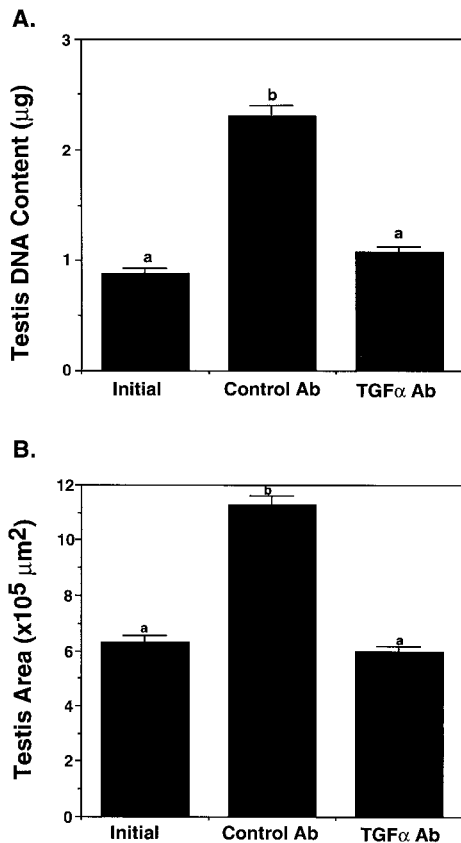 A.
Testis DNA Content (μg)
3
2
1
0
a
b
a
Initial
Control Ab
TGFα Ab
B.
Testis Area (x10⁵ μm²)
12
10
8
6
4
2
0
a
b
a
Initial
Control Ab
TGFα Ab